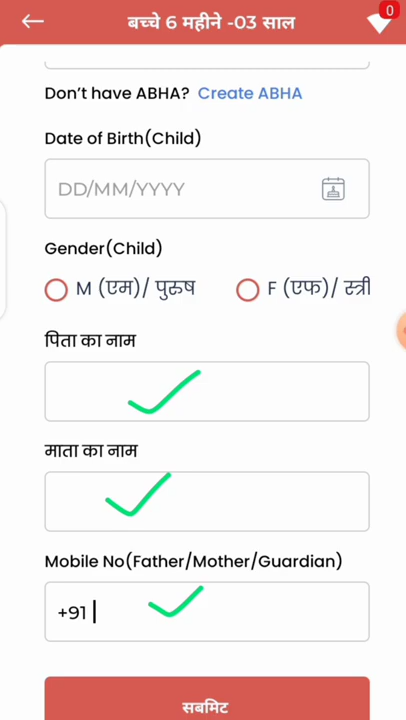 बच्चे 6 महीने -03 साल
0
Don't have ABHA? Create ABHA
Date of Birth(Child)
DD/MM/YYYY
Gender(Child)
M (एम)/ पुरुष F (एफ)/ स्त्री
पिता का नाम
माता का नाम
Mobile No(Father/Mother/Guardian)
+91
सबमिट